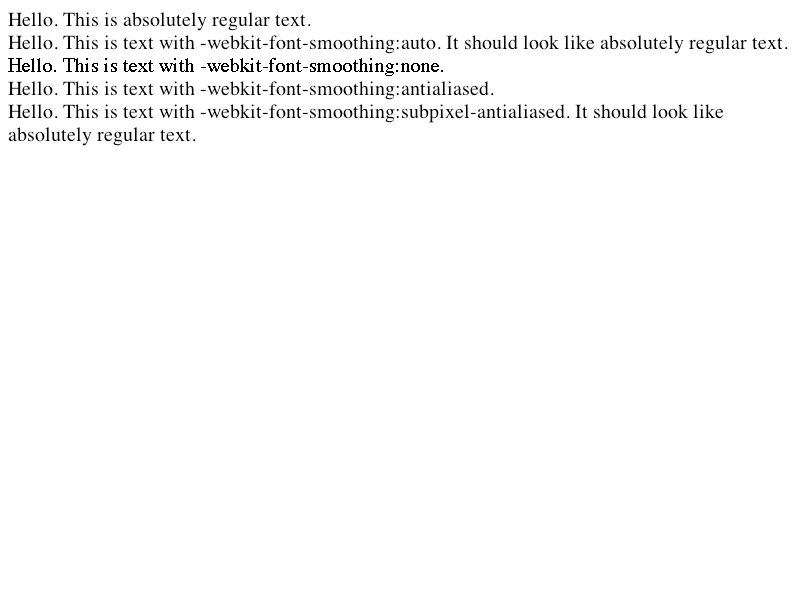 Hello. This is absolutely regular text.
Hello. This is text with -webkit-font-smoothing:auto. It should look like absolutely regular text.
Hello. This is text with -webkit-font-smoothing:none.
Hello. This is text with -webkit-font-smoothing:antialiased.
Hello. This is text with -webkit-font-smoothing:subpixel-antialiased. It should look like
absolutely regular text.